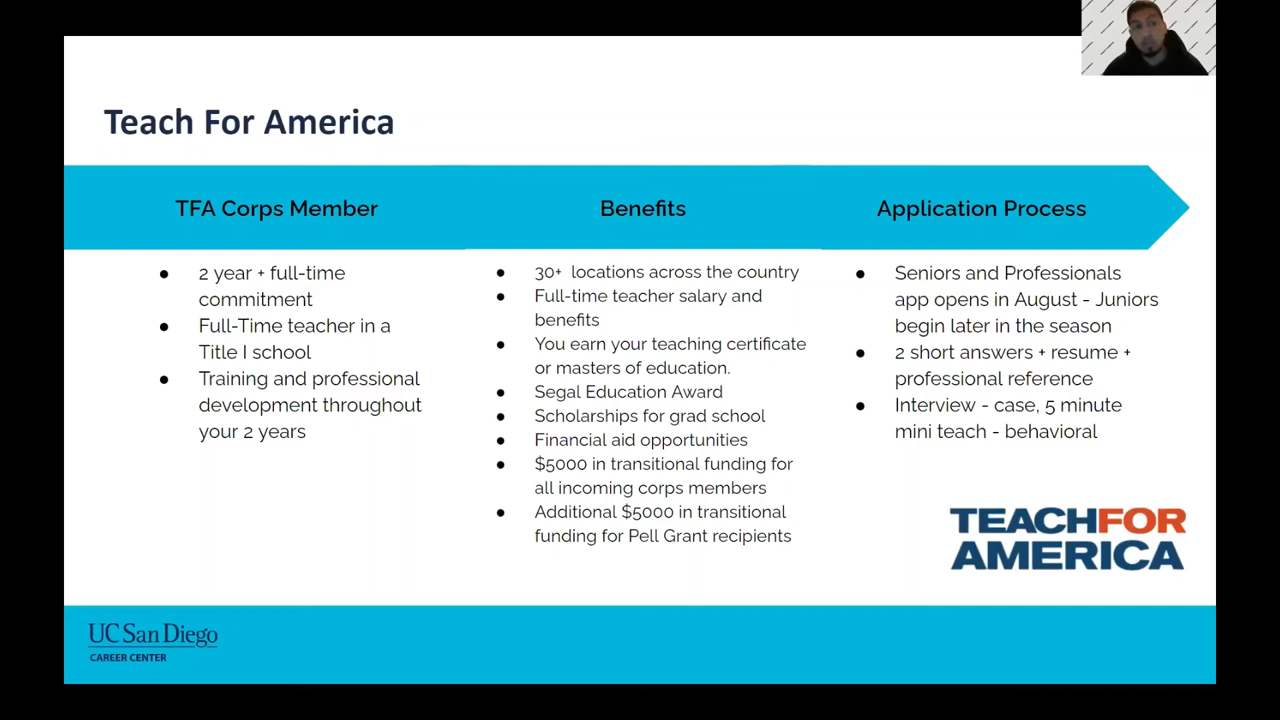 Teach For America
TFA Corps Member
Benefits
Application Process
● 2 year + full-time
commitment
● Full-Time teacher in a
Title I school
● Training and professional
development throughout
your 2 years
● 30+ locations across the country
● Full-time teacher salary and
benefits
● You earn your teaching certificate
or masters of education.
● Segal Education Award
● Scholarships for grad school
● Financial aid opportunities
● $5000 in transitional funding for
all incoming corps members
● Additional $5000 in transitional
funding for Pell Grant recipients
● Seniors and Professionals
app opens in August - Juniors
begin later in the season
● 2 short answers + resume +
professional reference
● Interview - case, 5 minute
mini teach - behavioral
TEACHFOR
AMERICA
UC San Diego
CAREER CENTER